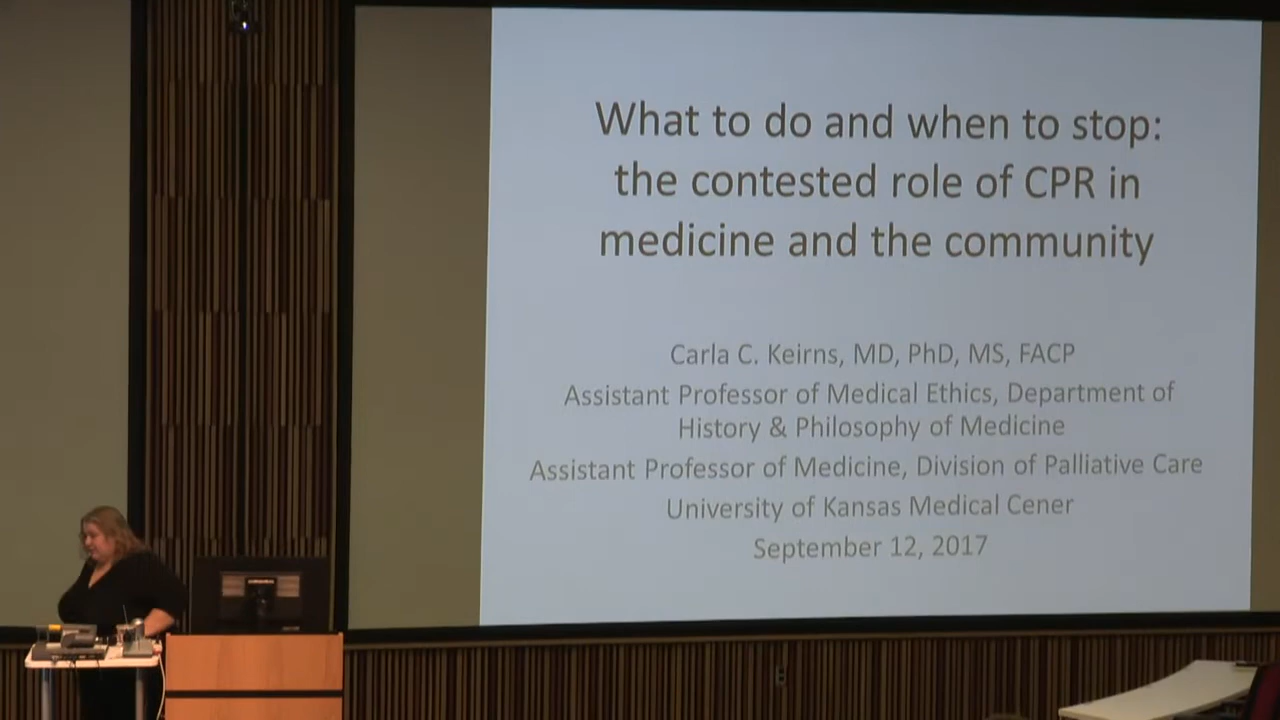 What to do and when to stop:
the contested role of CPR in
medicine and the community
Carla C. Keirns, MD, PhD, MS, FACP
Assistant Professor of Medical Ethics, Department of
History & Philosophy of Medicine
Assistant Professor of Medicine, Division of Palliative Care
University of Kansas Medical Cener
September 12, 2017